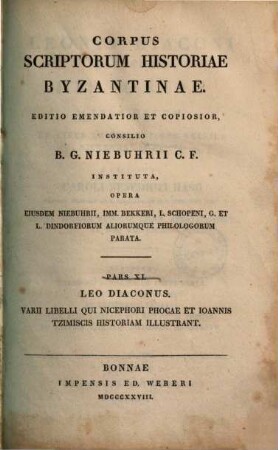 CORPUS
SCRIPTORUM HISTORIAE
BYZANTINAE.
EDITIO EMENDATIOR ET COPIOSIOR,
CONSILIO
B. G. NIEBUHRII C. F.
INSTITUTA,
OPERA
EIUSDEM NIEBUHRII, IMM. BEKKERI, L. SCHOPENI, G. ET
L. DINDORFIORUM ALIORUMQUE PHILOLOGORUM
PARATA.
PARS XI.
LEO DIACONUS.
VARII LIBELLI QUI NICEPHORI PHOCAE ET IOANNIS
TZIMISCIS HISTORIAM ILLUSTRANT.
BONNAE
IMPENSIS ED. WEBERI
MDCCCXXVIII.